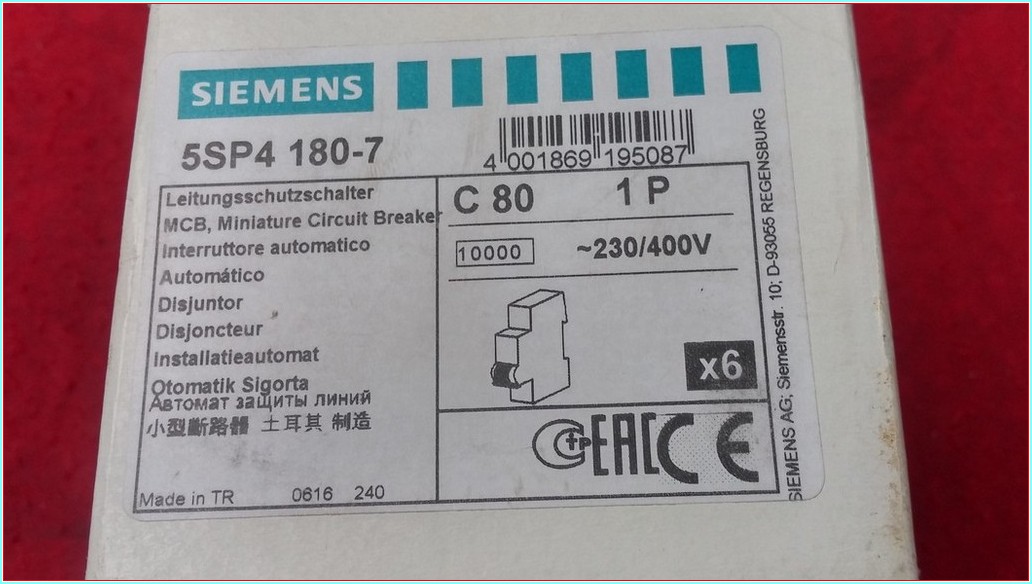 SIEMENS
5SP4 180-7
4 001869 195087
Leitungsschutzschalter
MCB, Miniature Circuit Breaker
Interruttore automatico
Automático
Disjuntor
Disjoncteur
Installatieautomat
Otomatik Sigorta
Автомат защиты линий
小型斷路器 土耳其 制造
Made in TR 0616 240
C 80 1 P
10000 ~230/400V
x6
EAC CE
SIEMENS AG; Siemensstr. 10; D-93055 REGENSBURG